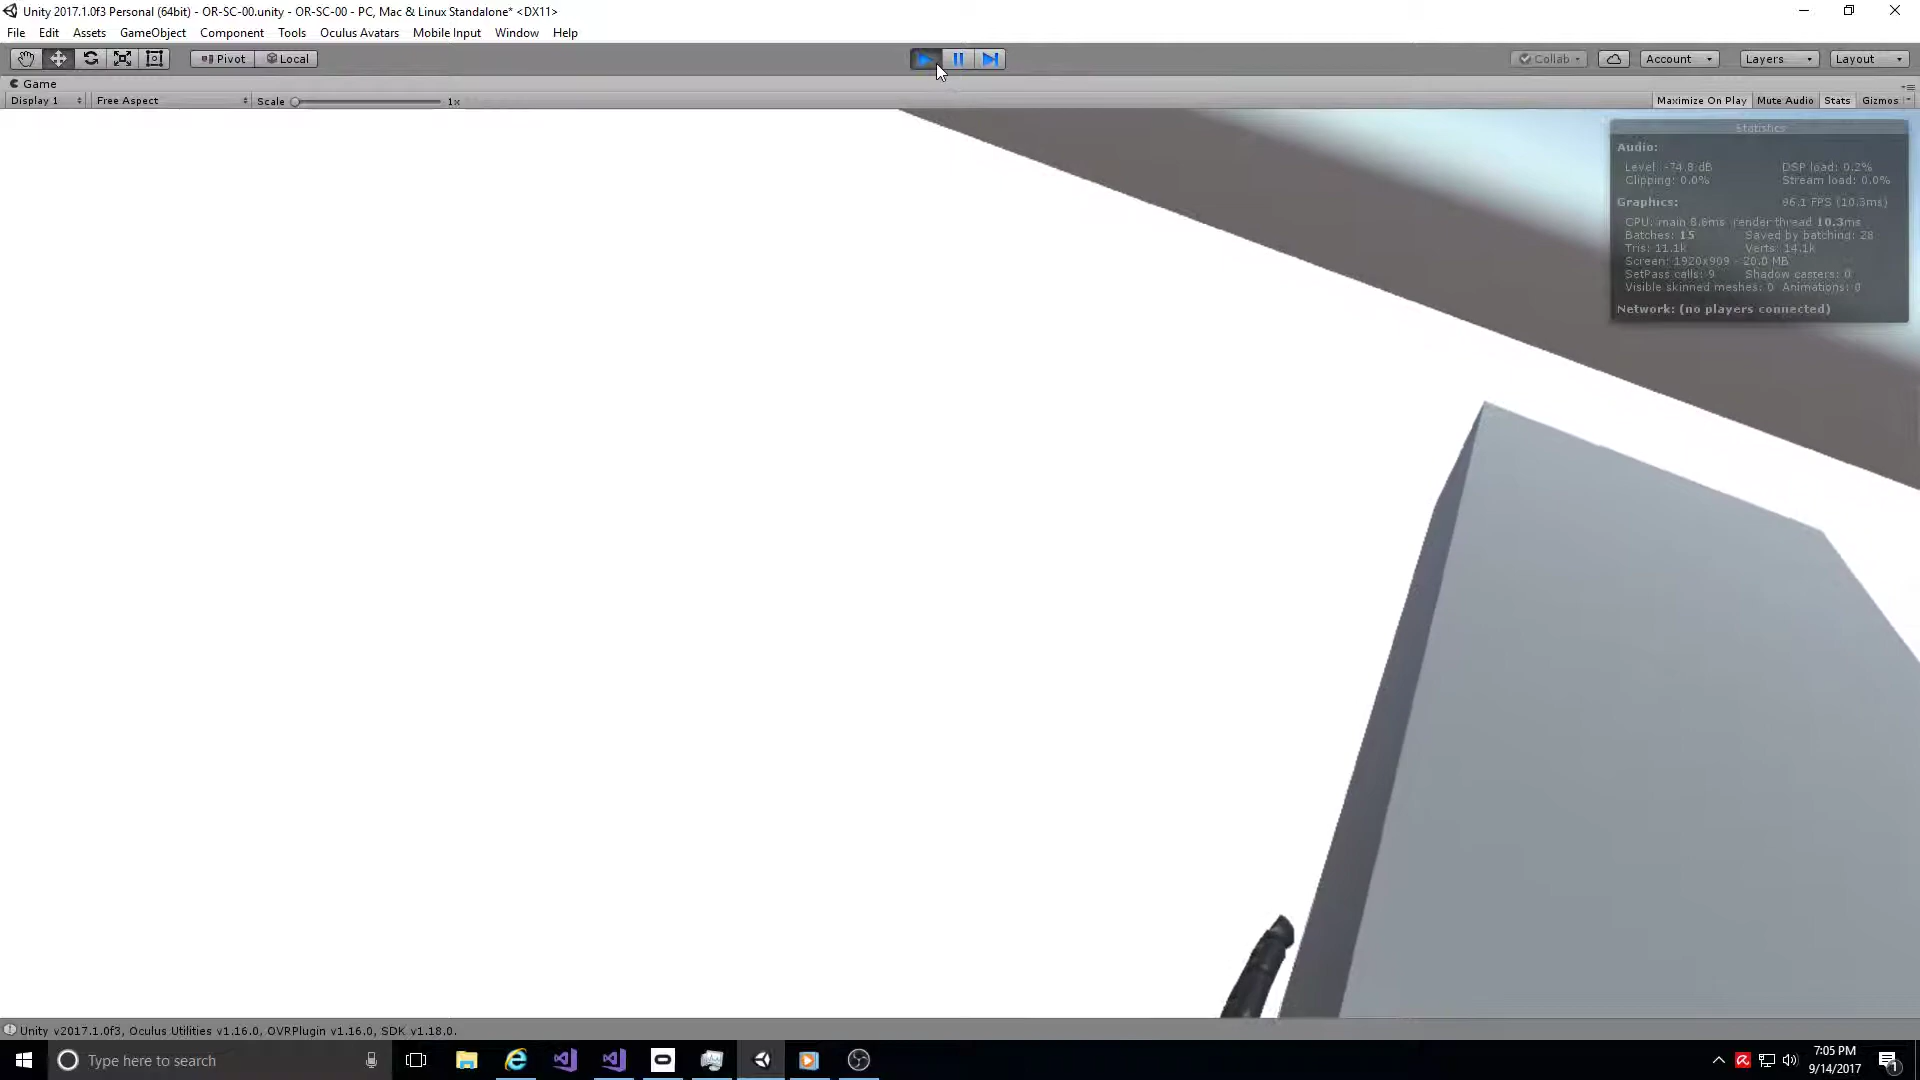 Unity 2017.1.0f3 Personal (64bit) - OR-SC-00.unity - OR-SC-00 - PC, Mac & Linux Standalone* <DX11>
File Edit Assets GameObject Component Tools Oculus Avatars Mobile Input Window Help
Pivot Local Collab Account Layers Layout
Game
Display 1 Free Aspect Scale 1x Maximize On Play Mute Audio Stats Gizmos
Statistics
Audio:
Level: -74.8 dB DSP load: 0.2%
Clipping: 0.0% Stream load: 0.0%
Graphics: 96.1 FPS (10.3ms)
CPU: main 8.6ms render thread 10.3ms
Batches: 15 Saved by batching: 28
Tris: 11.1k Verts: 14.1k
Screen: 1920x909 - 20.0 MB
SetPass calls: 9 Shadow casters: 0
Visible skinned meshes: 0 Animations: 0
Network: (no players connected)
Unity v2017.1.0f3, Oculus Utilities v1.16.0, OVRPlugin v1.16.0, SDK v1.18.0.
Type here to search
7:05 PM
9/14/2017
1